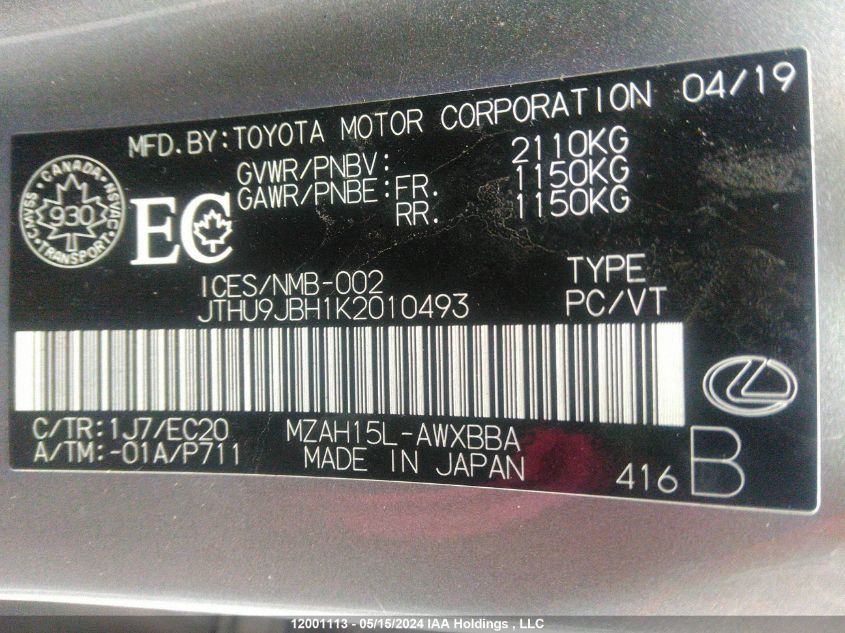 MFD.BY:TOYOTA MOTOR CORPORATION 04/19
GVWR/PNBV: 2110KG
GAWR/PNBE:FR. 1150KG
RR. 1150KG
CANADA
NSVAC
CMVSS
930
TRANSPORT
EC
ICES/NMB-002
JTHU9JBH1K2010493
TYPE
PC/VT
C/TR:1J7/EC20
A/TM:-01A/P711
MZAH15L-AWXBBA
MADE IN JAPAN
416 B
12001113 - 05/15/2024 IAA Holdings , LLC